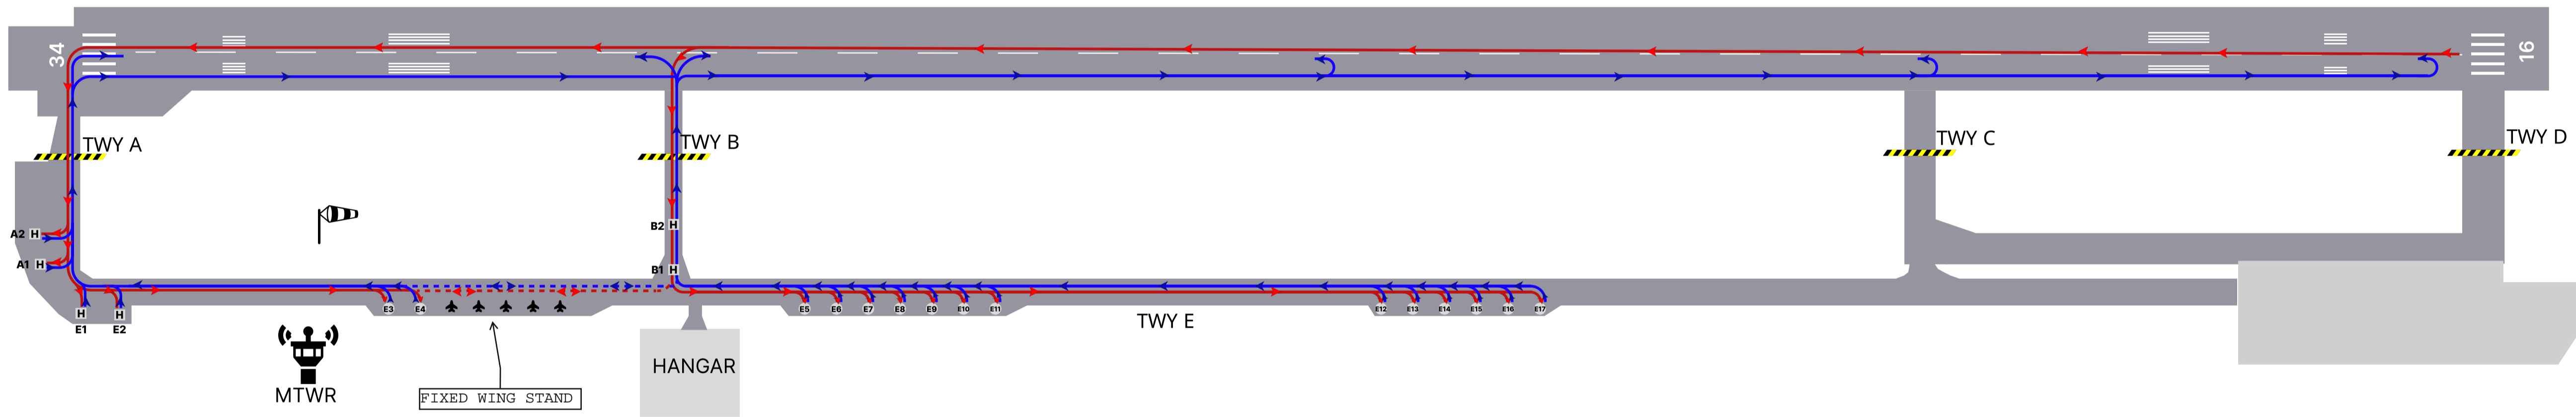 34
16
TWY A
TWY B
TWY C
TWY D
A2 H
A1 H
B2 H
B1 H
H
E1
H
E2
E3
E4
E5
E6
E7
E8
E9
E10
E11
E12
E13
E14
E15
E16
E17
TWY E
MTWR
FIXED WING STAND
HANGAR